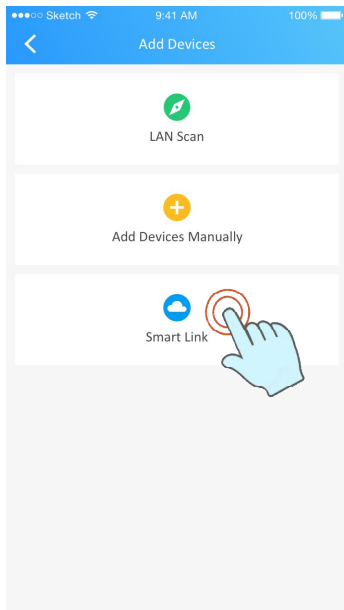 Sketch 9:41 AM 100%
Add Devices
LAN Scan
Add Devices Manually
Smart Link